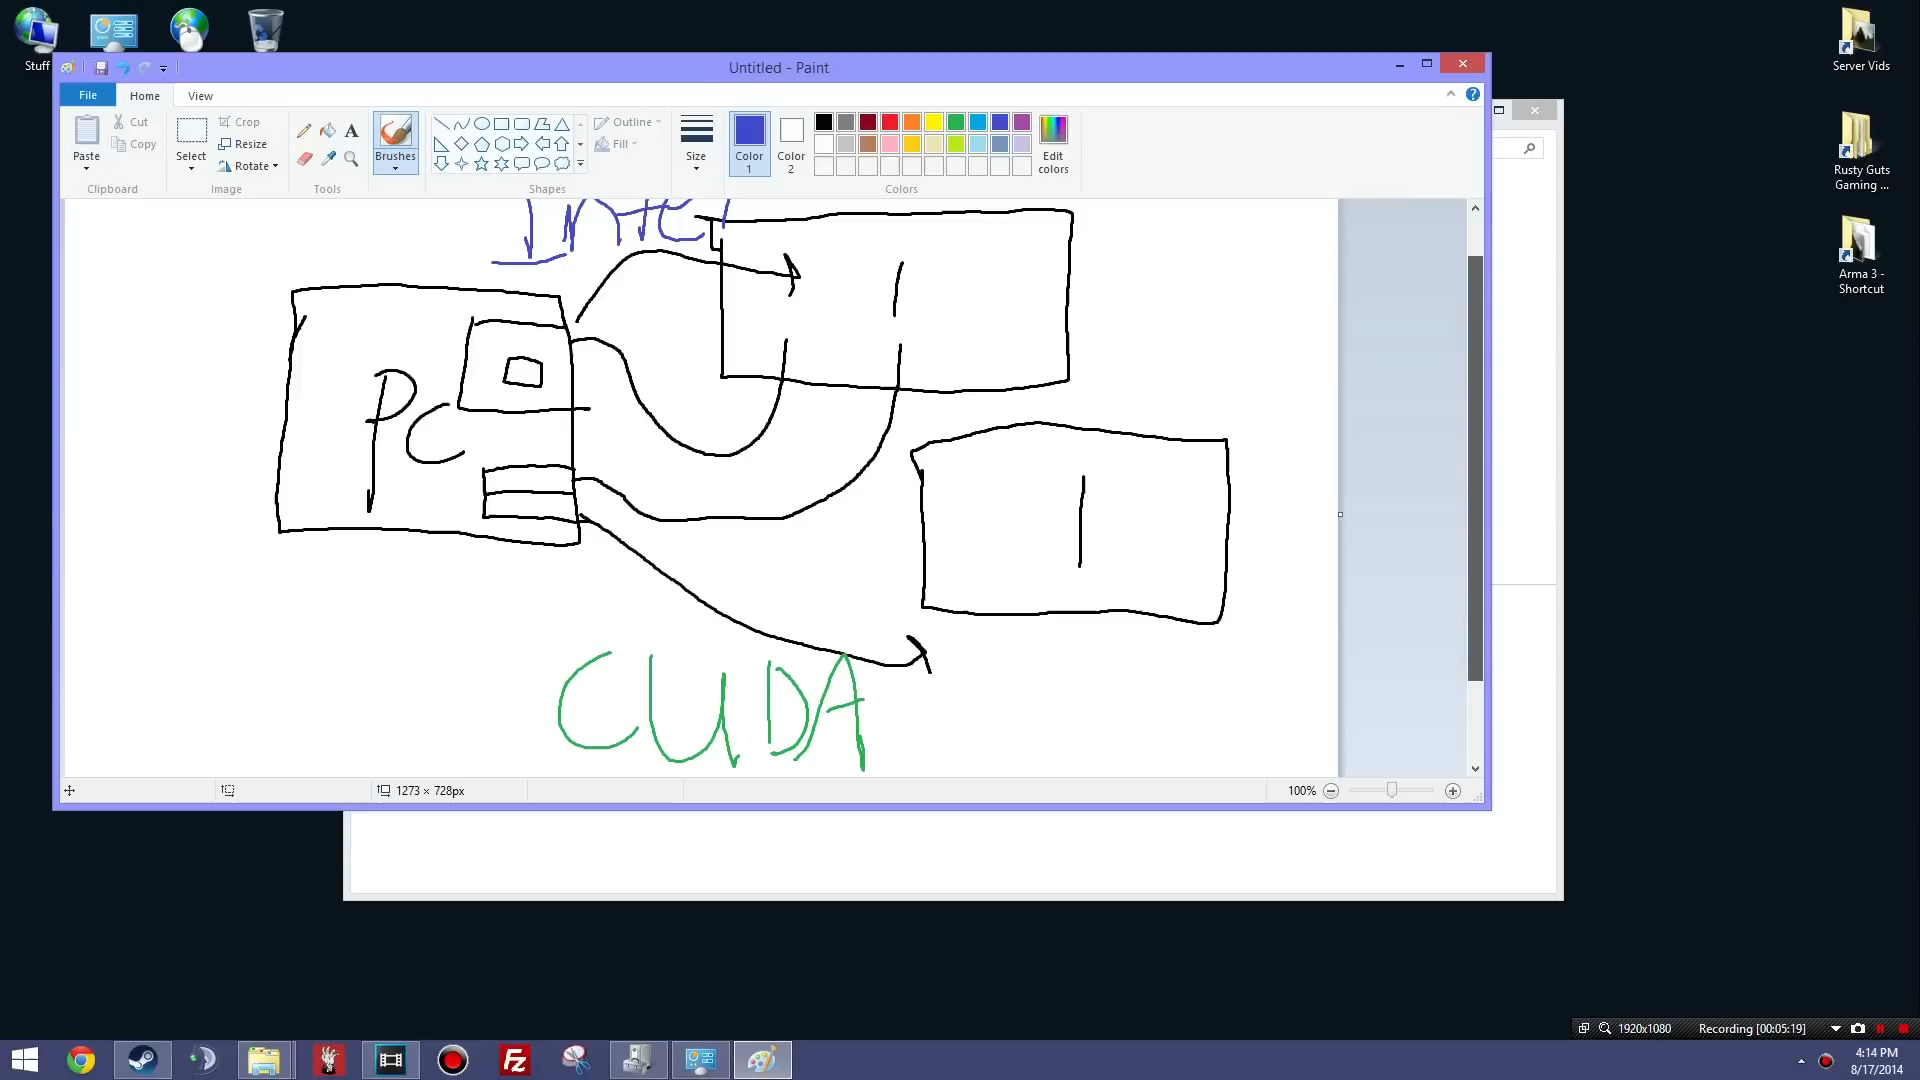 Stuff
Server Vids
Rusty Guts
Gaming ...
Arma 3 -
Shortcut
Untitled - Paint
File
Home
View
Paste
Cut
Copy
Clipboard
Select
Crop
Resize
Rotate
Image
A
Tools
Brushes
Outline
Fill
Shapes
Size
Color
1
Color
2
Edit
colors
Colors
Intel
PC
CUDA
1273 × 728px
100%
1920x1080
Recording [00:05:19]
Fz
4:14 PM
8/17/2014